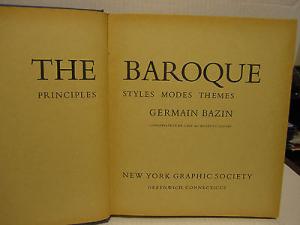 THE BAROQUE
PRINCIPLES STYLES MODES THEMES
GERMAIN BAZIN
NEW YORK GRAPHIC SOCIETY
GREENWICH, CONNECTICUT